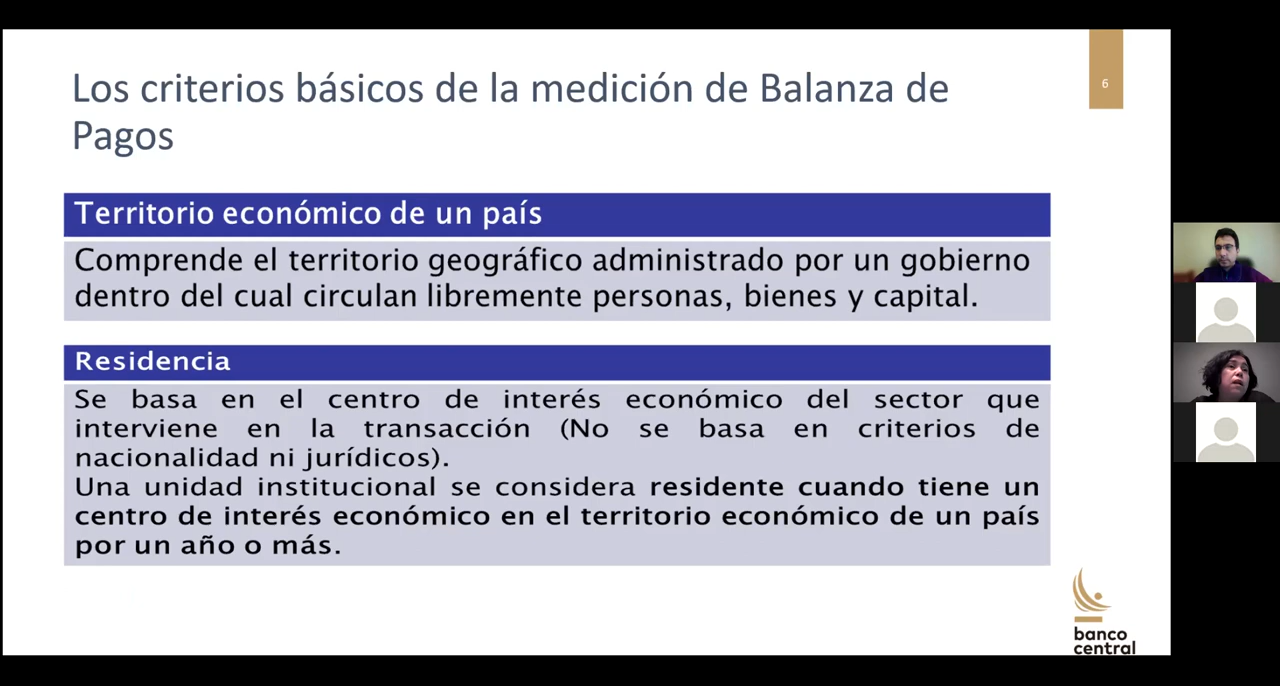 Los criterios básicos de la medición de Balanza de
Pagos
6
Territorio económico de un país
Comprende el territorio geográfico administrado por un gobierno
dentro del cual circulan libremente personas, bienes y capital.
Residencia
Se basa en el centro de interés económico del sector que
interviene en la transacción (No se basa en criterios de
nacionalidad ni jurídicos).
Una unidad institucional se considera residente cuando tiene un
centro de interés económico en el territorio económico de un país
por un año o más.
banco
central